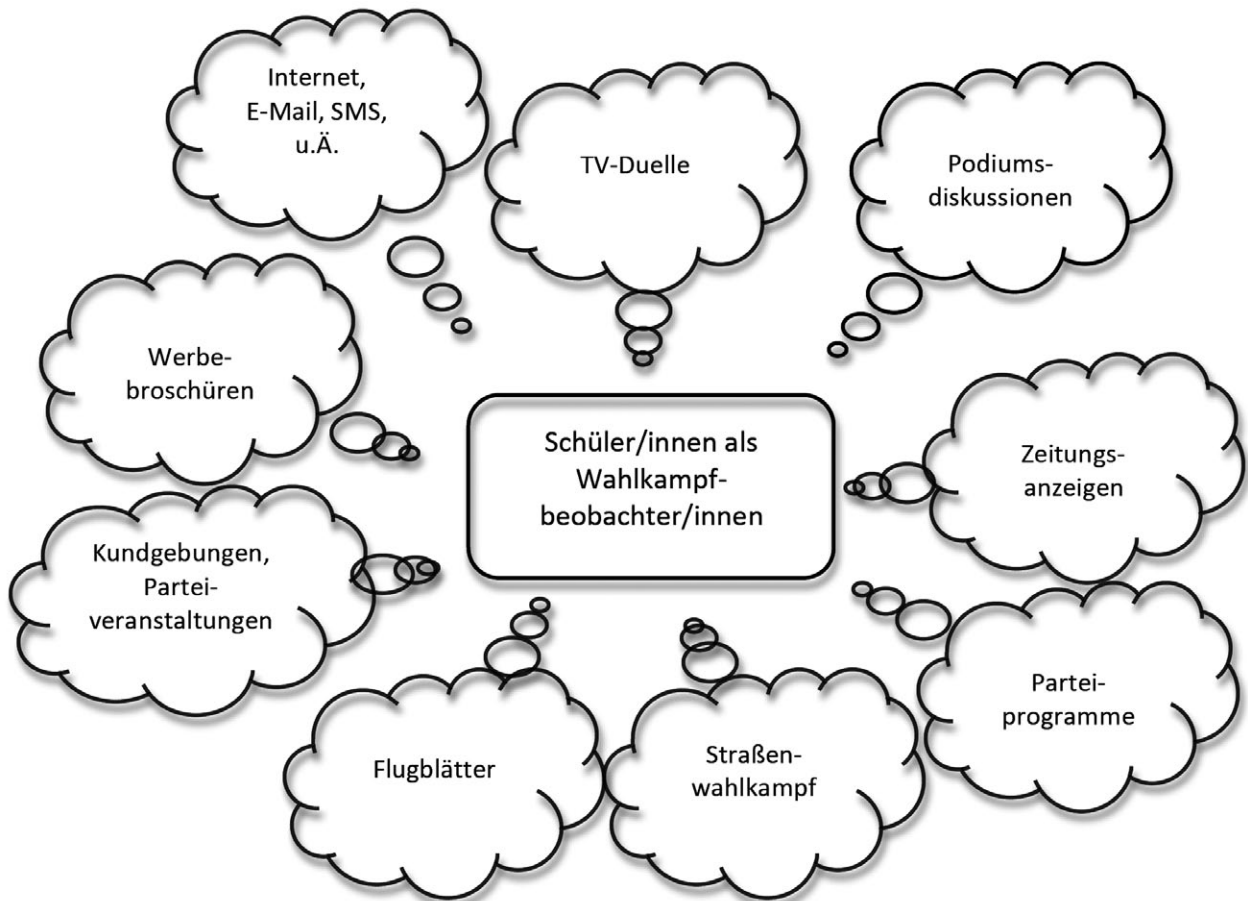 Internet,
E-Mail, SMS,
u.Ä.
TV-Duelle
Podiums-
diskussionen
Werbe-
broschüren
Schüler/innen als
Wahlkampf-
beobachter/innen
Zeitungs-
anzeigen
Kundgebungen,
Partei-
veranstaltungen
Partei-
programme
Flugblätter
Straßen-
wahlkampf